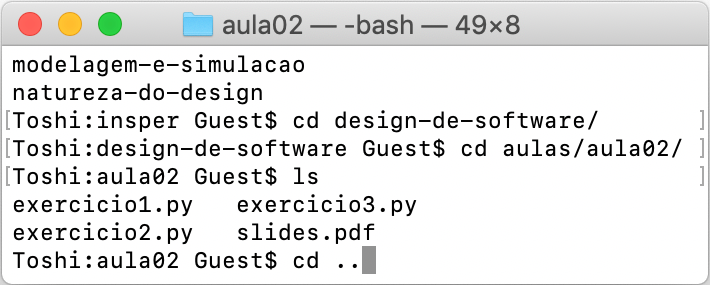 aula02 — -bash — 49×8
modelagem-e-simulacao
natureza-do-design
[Toshi:insper Guest$ cd design-de-software/ ]
[Toshi:design-de-software Guest$ cd aulas/aula02/ ]
[Toshi:aula02 Guest$ ls ]
exercicio1.py   exercicio3.py
exercicio2.py   slides.pdf
Toshi:aula02 Guest$ cd ..